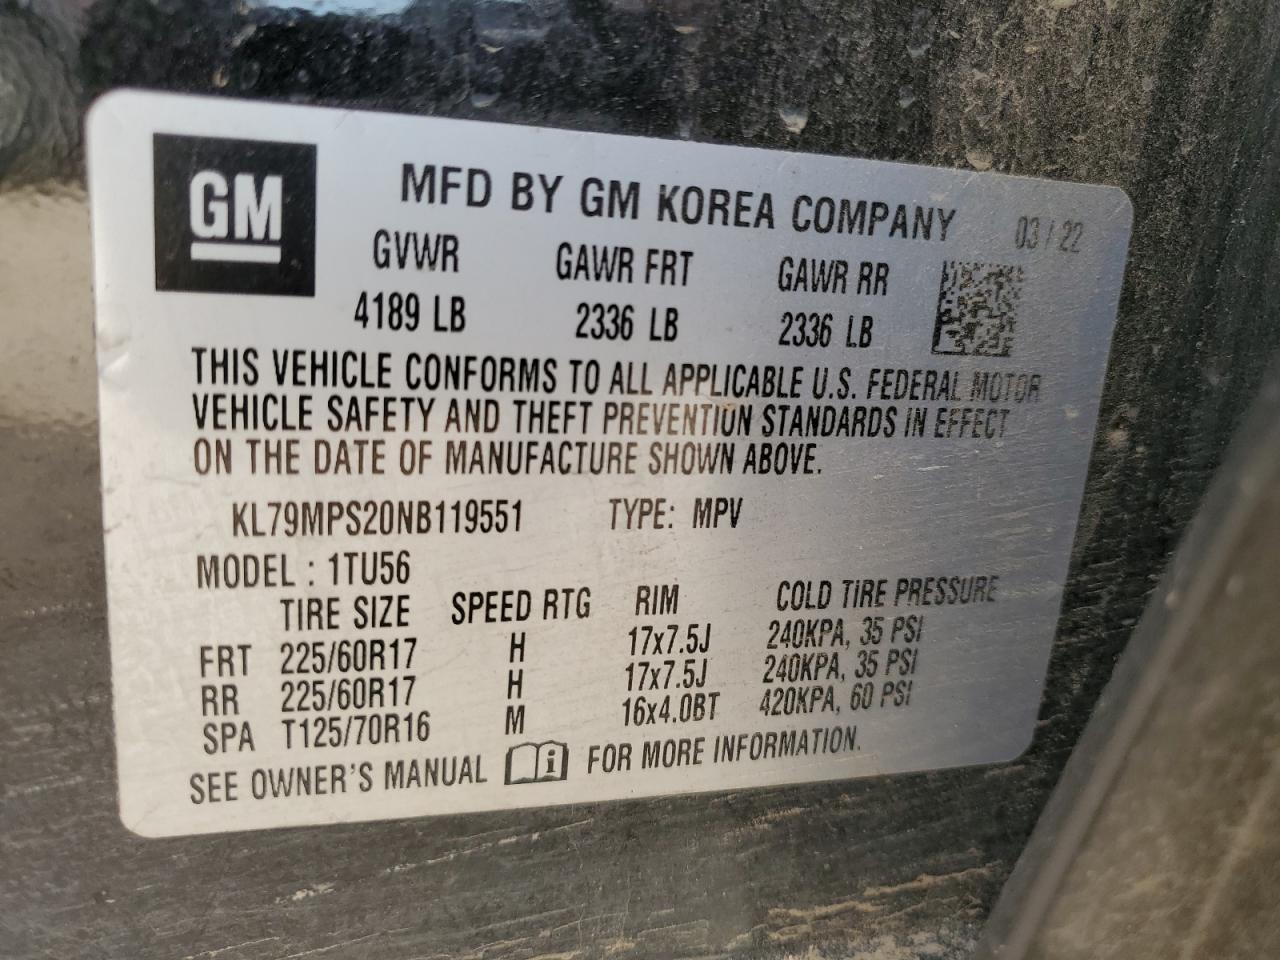 GM
MFD BY GM KOREA COMPANY 03 / 22
GVWR GAWR FRT GAWR RR
4189 LB 2336 LB 2336 LB
THIS VEHICLE CONFORMS TO ALL APPLICABLE U.S. FEDERAL MOTOR
VEHICLE SAFETY AND THEFT PREVENTION STANDARDS IN EFFECT
ON THE DATE OF MANUFACTURE SHOWN ABOVE.
KL79MPS20NB119551 TYPE: MPV
MODEL : 1TU56
TIRE SIZE SPEED RTG RIM COLD TIRE PRESSURE
FRT 225/60R17 H 17x7.5J 240KPA, 35 PSI
RR 225/60R17 H 17x7.5J 240KPA, 35 PSI
SPA T125/70R16 M 16x4.0BT 420KPA, 60 PSI
SEE OWNER'S MANUAL i FOR MORE INFORMATION.